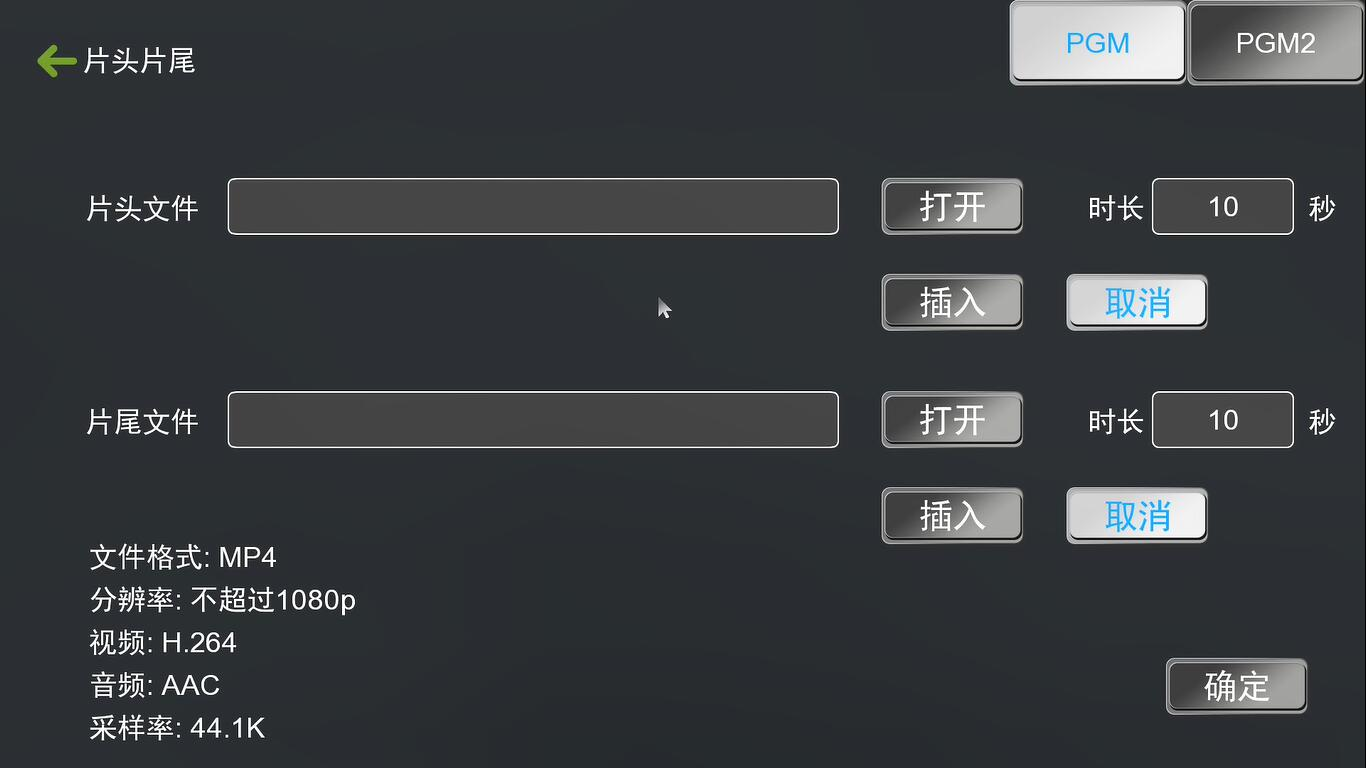 片头片尾
PGM
PGM2
片头文件
打开
时长
10
秒
插入
取消
片尾文件
打开
时长
10
秒
插入
取消
文件格式: MP4
分辨率: 不超过1080p
视频: H.264
音频: AAC
采样率: 44.1K
确定